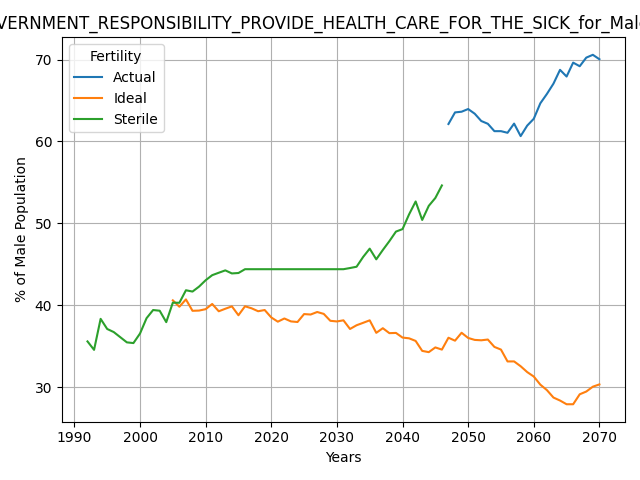 VERNMENT_RESPONSIBILITY_PROVIDE_HEALTH_CARE_FOR_THE_SICK_for_Male
Fertility
Actual
Ideal
Sterile
% of Male Population
70
60
50
40
30
1990 2000 2010 2020 2030 2040 2050 2060 2070
Years